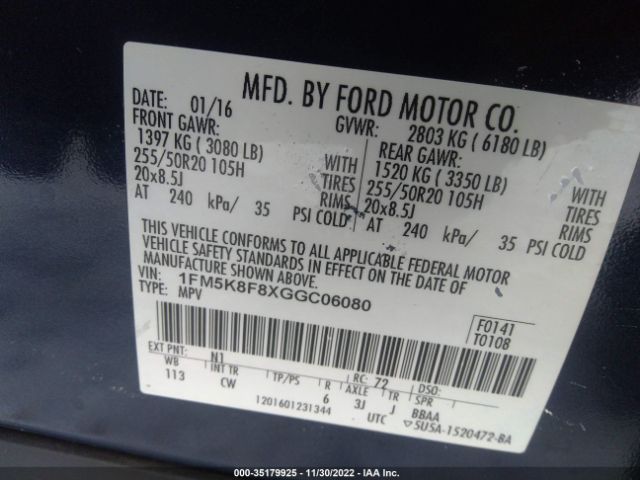 MFD. BY FORD MOTOR CO.
DATE: 01/16 GVWR: 2803 KG ( 6180 LB)
FRONT GAWR: REAR GAWR:
1397 KG ( 3080 LB) WITH 1520 KG ( 3350 LB) WITH
255/50R20 105H TIRES 255/50R20 105H TIRES
20x8.5J RIMS 20x8.5J RIMS
AT 240 kPa/ 35 PSI COLD AT 240 kPa/ 35 PSI COLD
THIS VEHICLE CONFORMS TO ALL APPLICABLE FEDERAL MOTOR
VEHICLE SAFETY STANDARDS IN EFFECT ON THE DATE OF
MANUFACTURE SHOWN ABOVE.
VIN: 1FM5K8F8XGGC06080
TYPE: MPV
F0141
T0108
EXT PNT: N1 RC: 72 DSO:
WB INT TR TP/PS R AXLE TR SPR
113 CW 6 3J J BBAA
1201601231344 UTC 5USA-1520472-BA
000-35179925 - 11/30/2022 - IAA Inc.